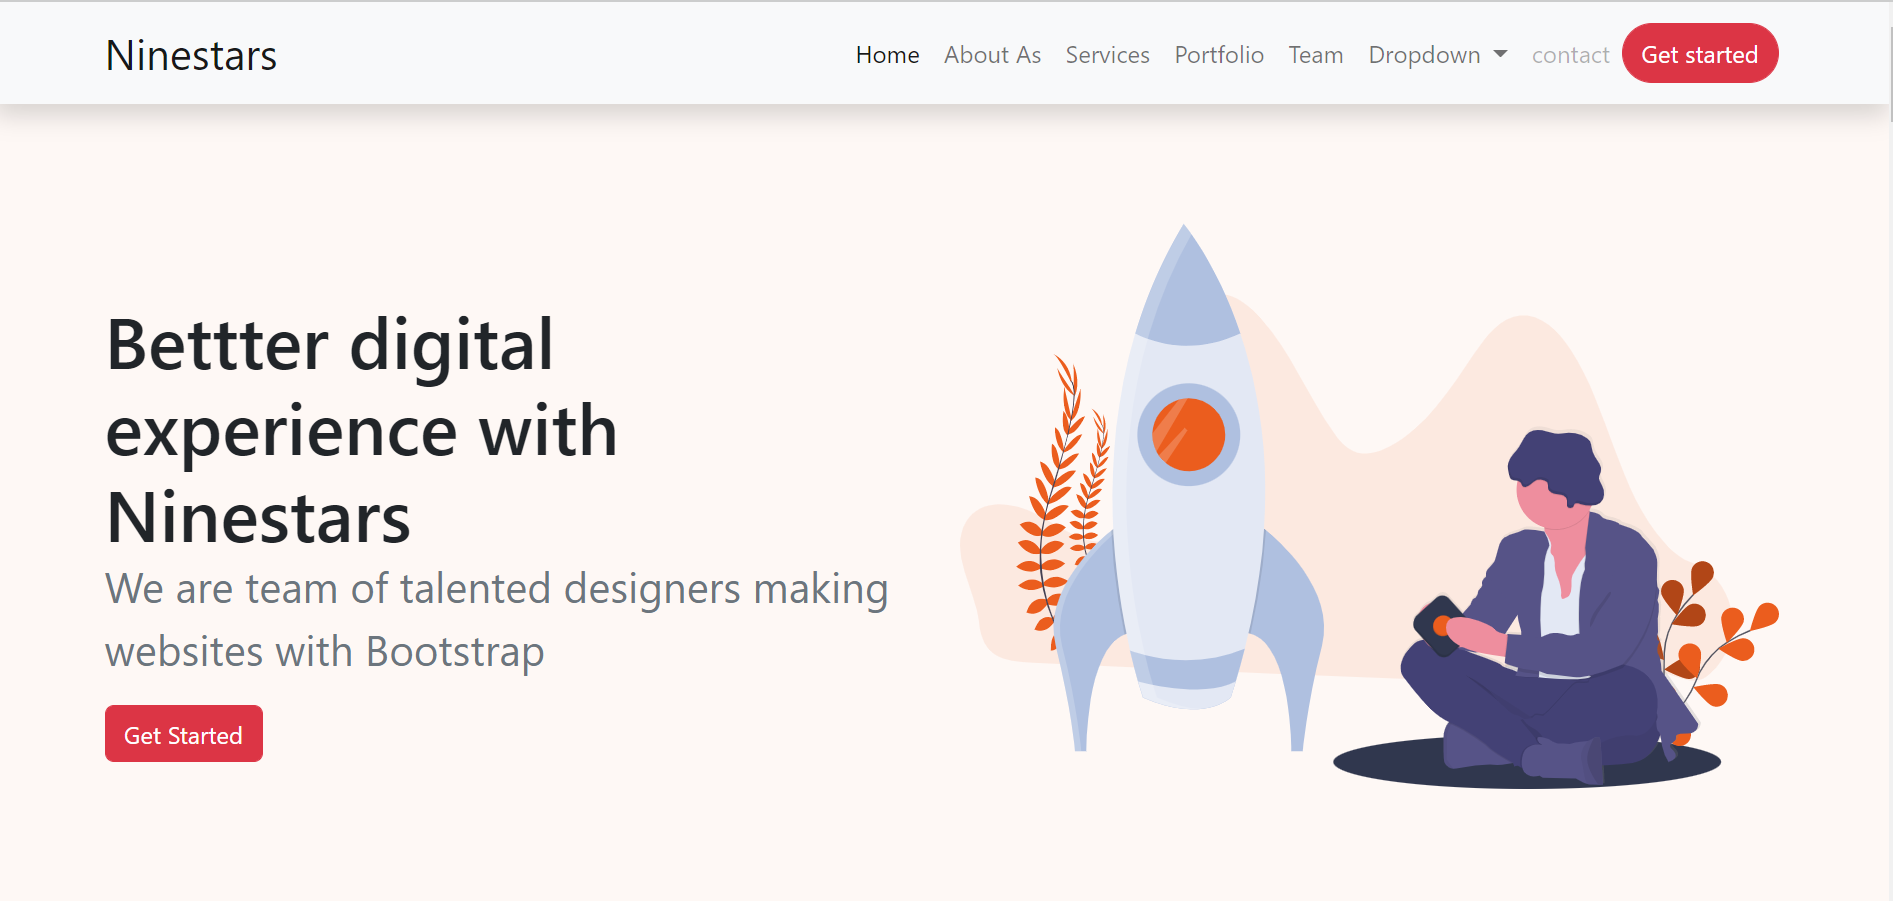 Ninestars
Home About As Services Portfolio Team Dropdown contact Get started
Bettter digital
experience with
Ninestars
We are team of talented designers making
websites with Bootstrap
Get Started